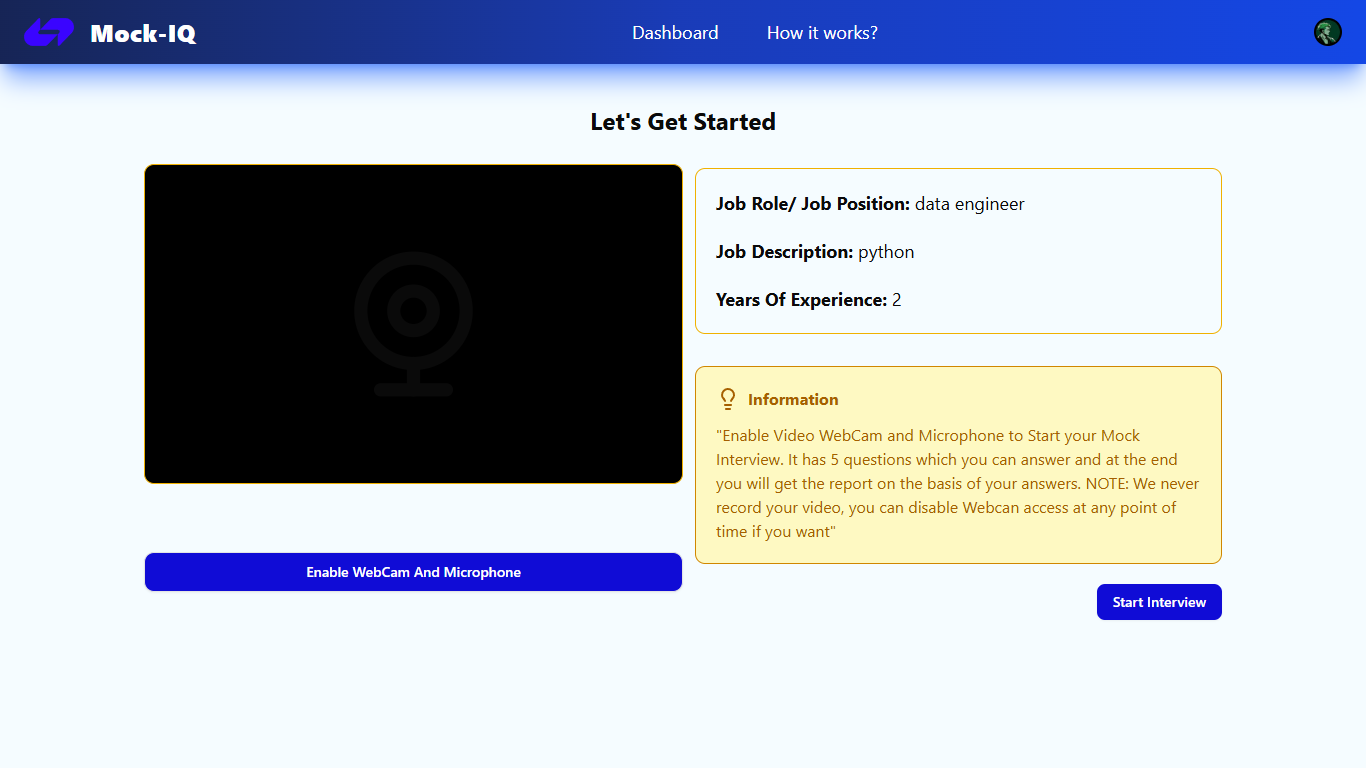 Mock-IQ
Dashboard
How it works?
Let's Get Started
Job Role/ Job Position: data engineer
Job Description: python
Years Of Experience: 2
Information
"Enable Video WebCam and Microphone to Start your Mock
Interview. It has 5 questions which you can answer and at the end
you will get the report on the basis of your answers. NOTE: We never
record your video, you can disable Webcan access at any point of
time if you want"
Enable WebCam And Microphone
Start Interview